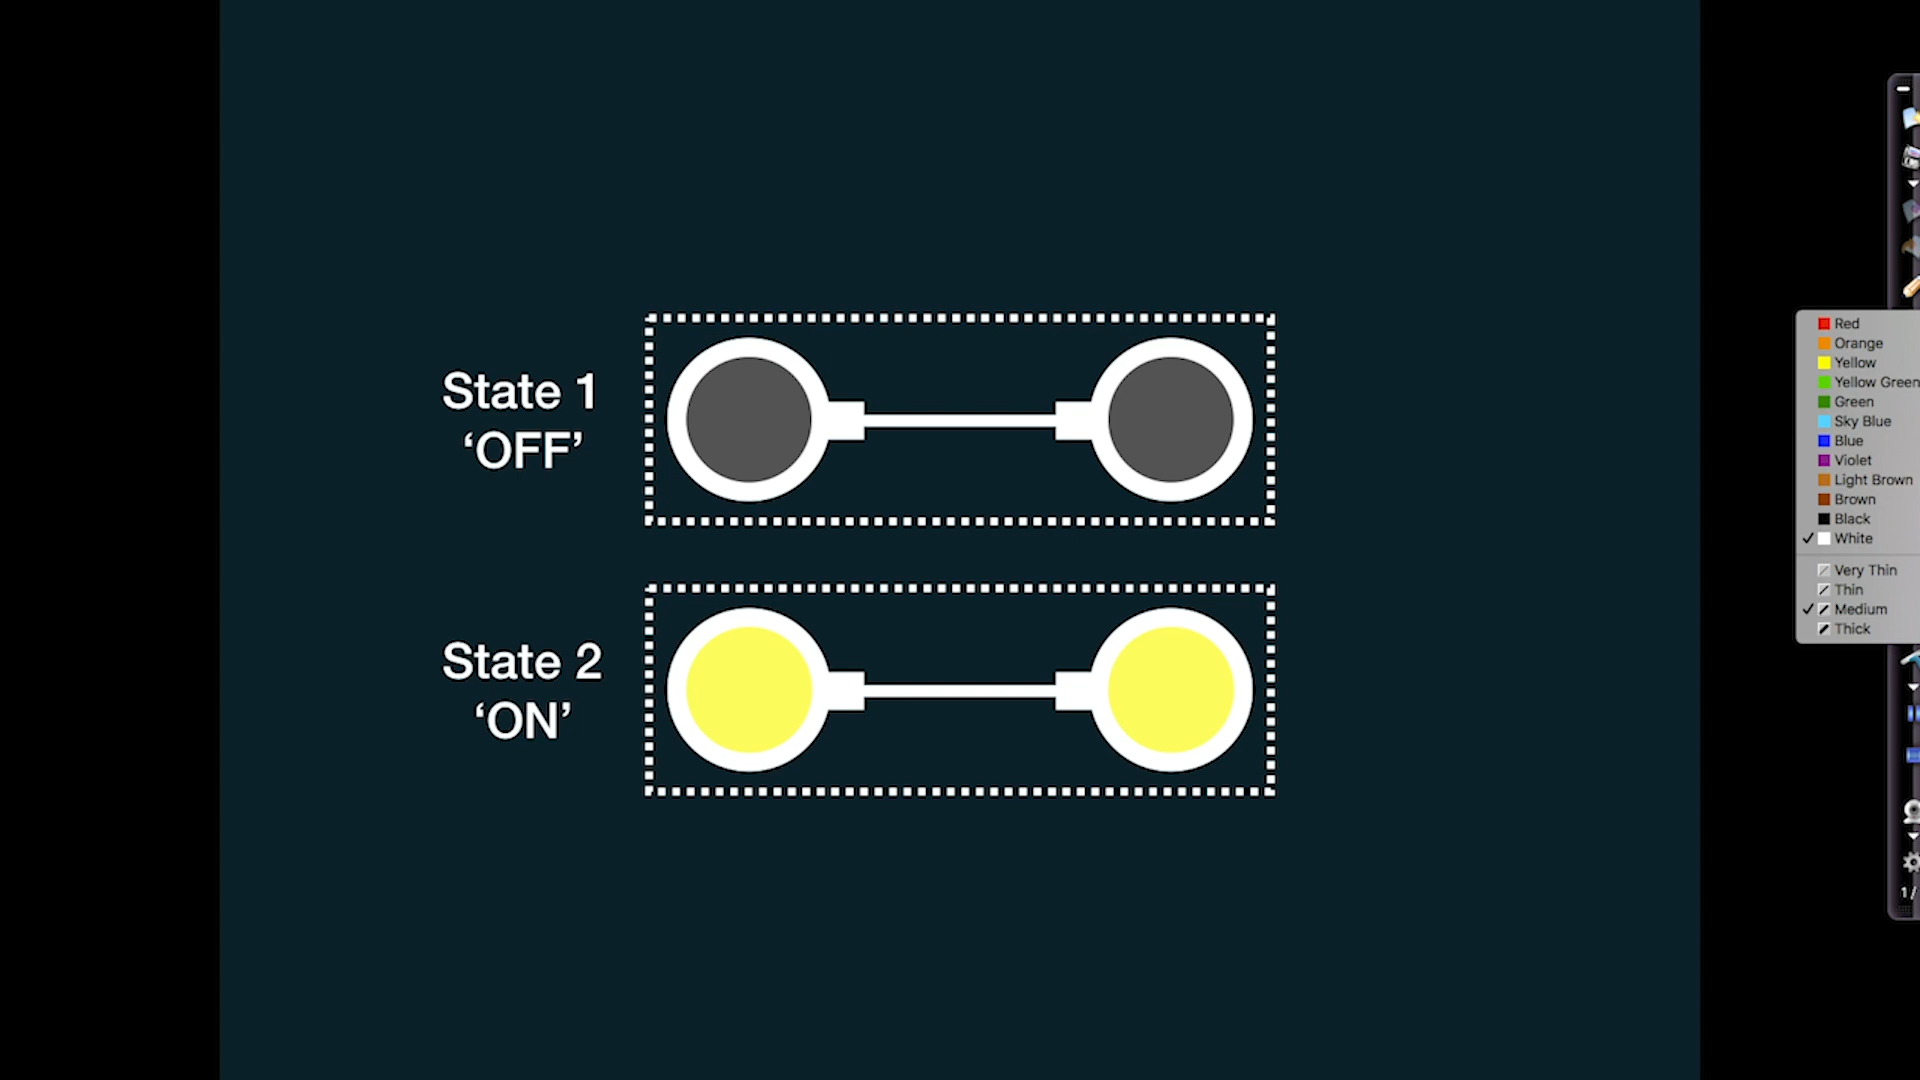 State 1
‘OFF’
State 2
‘ON’
Red
Orange
Yellow
Yellow Green
Green
Sky Blue
Blue
Violet
Light Brown
Brown
Black
White
Very Thin
Thin
Medium
Thick
1/